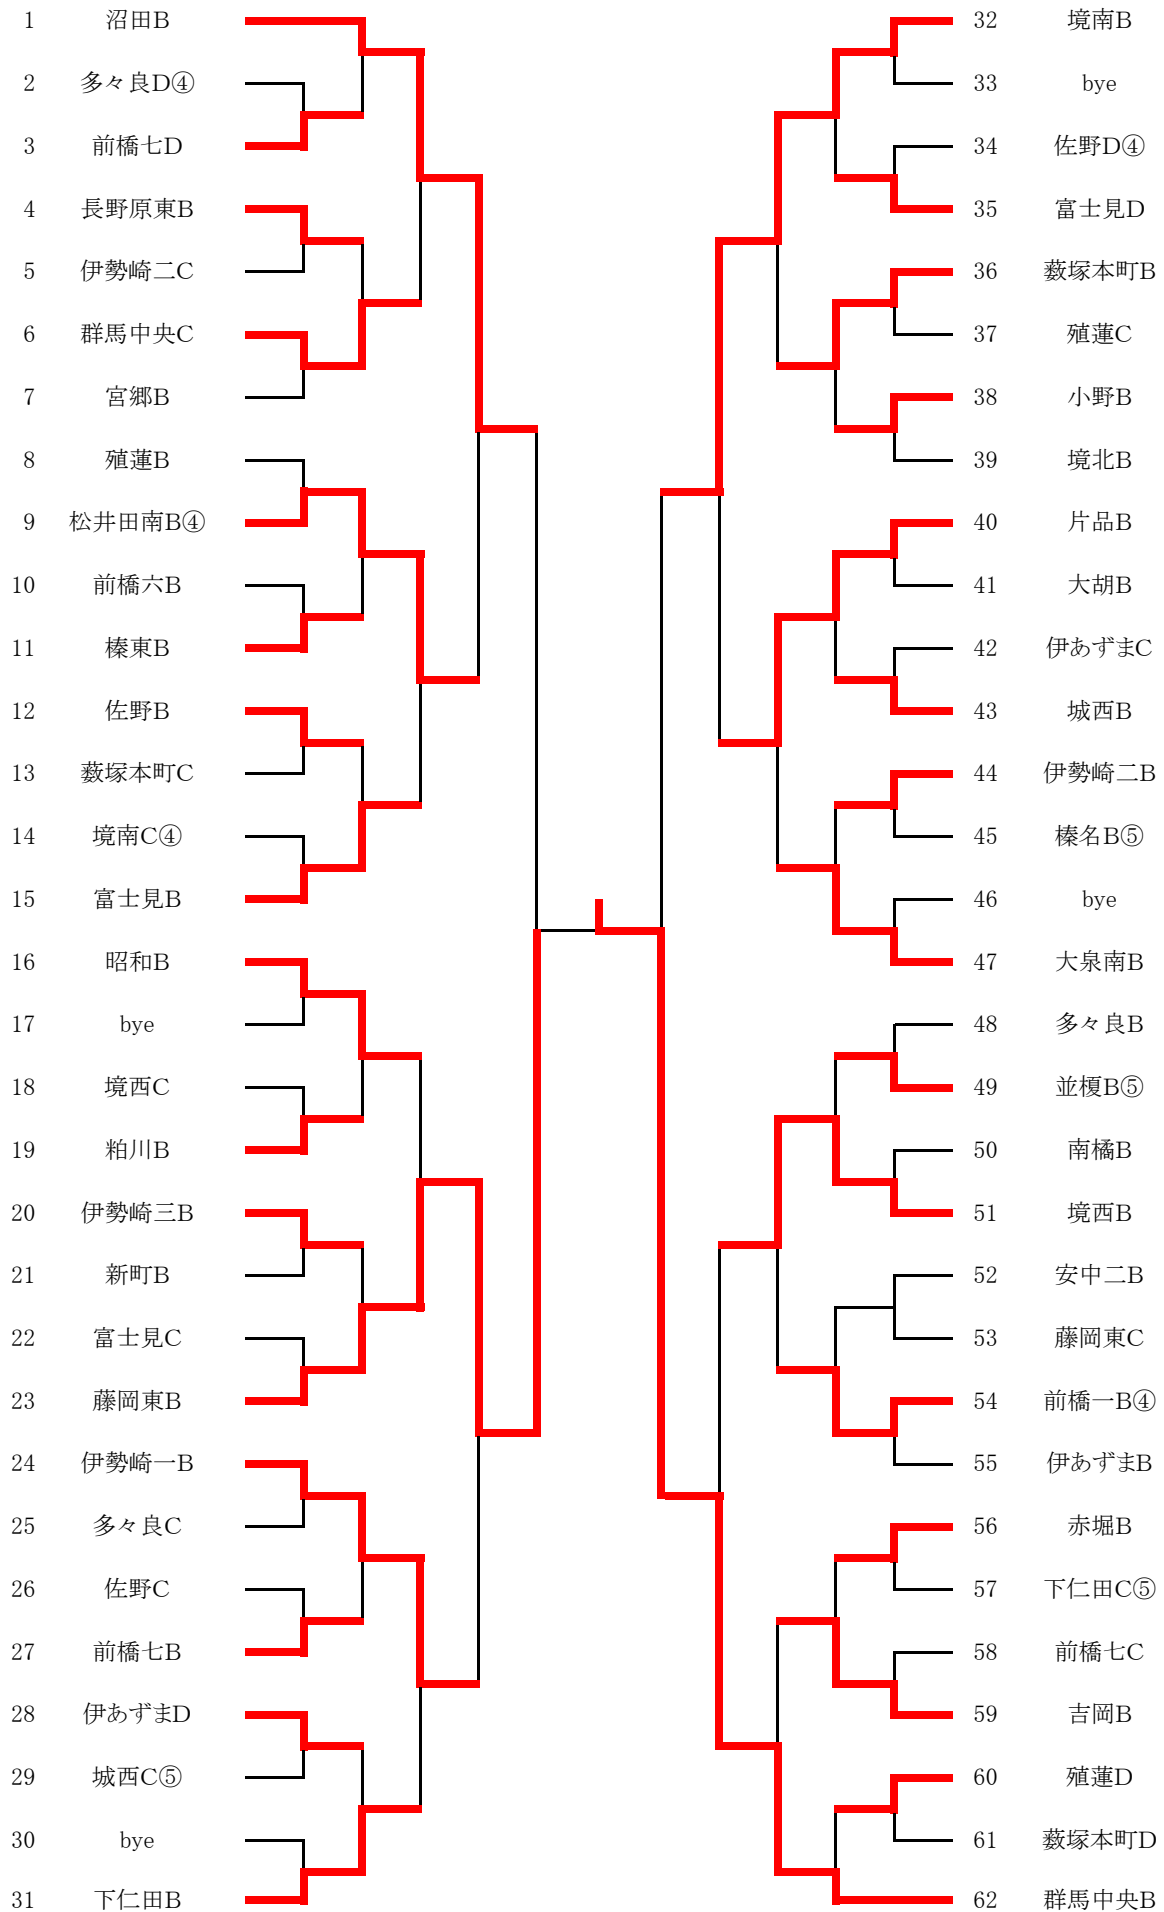 1 沼田B
2 多々良D④
3 前橋七D
4 長野原東B
5 伊勢崎二C
6 群馬中央C
7 宮郷B
8 殖蓮B
9 松井田南B④
10 前橋六B
11 榛東B
12 佐野B
13 薮塚本町C
14 境南C④
15 富士見B
16 昭和B
17 bye
18 境西C
19 粕川B
20 伊勢崎三B
21 新町B
22 富士見C
23 藤岡東B
24 伊勢崎一B
25 多々良C
26 佐野C
27 前橋七B
28 伊あずまD
29 城西C⑤
30 bye
31 下仁田B
32 境南B
33 bye
34 佐野D④
35 富士見D
36 薮塚本町B
37 殖蓮C
38 小野B
39 境北B
40 片品B
41 大胡B
42 伊あずまC
43 城西B
44 伊勢崎二B
45 榛名B⑤
46 bye
47 大泉南B
48 多々良B
49 並榎B⑤
50 南橘B
51 境西B
52 安中二B
53 藤岡東C
54 前橋一B④
55 伊あずまB
56 赤堀B
57 下仁田C⑤
58 前橋七C
59 吉岡B
60 殖蓮D
61 薮塚本町D
62 群馬中央B